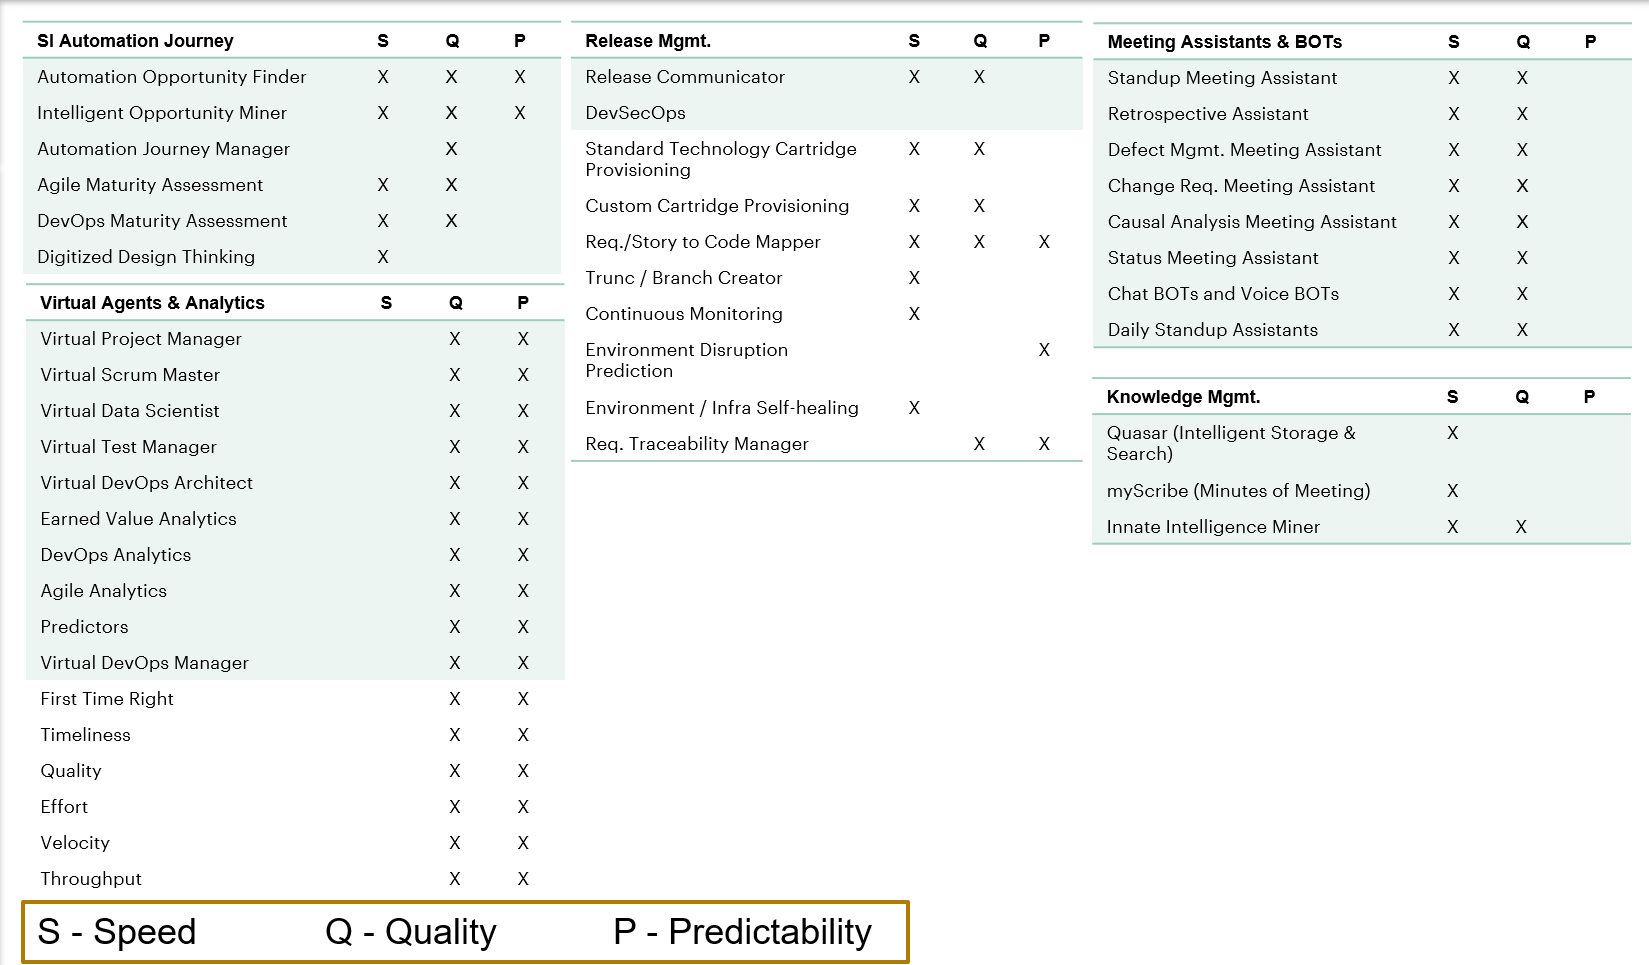 SI Automation Journey S Q P
Automation Opportunity Finder X X X
Intelligent Opportunity Miner X X X
Automation Journey Manager X
Agile Maturity Assessment X X
DevOps Maturity Assessment X X
Digitized Design Thinking X
Virtual Agents & Analytics S Q P
Virtual Project Manager X X
Virtual Scrum Master X X
Virtual Data Scientist X X
Virtual Test Manager X X
Virtual DevOps Architect X X
Earned Value Analytics X X
DevOps Analytics X X
Agile Analytics X X
Predictors X X
Virtual DevOps Manager X X
First Time Right X X
Timeliness X X
Quality X X
Effort X X
Velocity X X
Throughput X X
Release Mgmt. S Q P
Release Communicator X X
DevSecOps
Standard Technology Cartridge X X
Provisioning
Custom Cartridge Provisioning X X
Req./Story to Code Mapper X X X
Trunc / Branch Creator X
Continuous Monitoring X
Environment Disruption X
Prediction
Environment / Infra Self-healing X
Req. Traceability Manager X X
Meeting Assistants & BOTs S Q P
Standup Meeting Assistant X X
Retrospective Assistant X X
Defect Mgmt. Meeting Assistant X X
Change Req. Meeting Assistant X X
Causal Analysis Meeting Assistant X X
Status Meeting Assistant X X
Chat BOTs and Voice BOTs X X
Daily Standup Assistants X X
Knowledge Mgmt. S Q P
Quasar (Intelligent Storage & X
Search)
myScribe (Minutes of Meeting) X
Innate Intelligence Miner X X
S - Speed Q - Quality P - Predictability